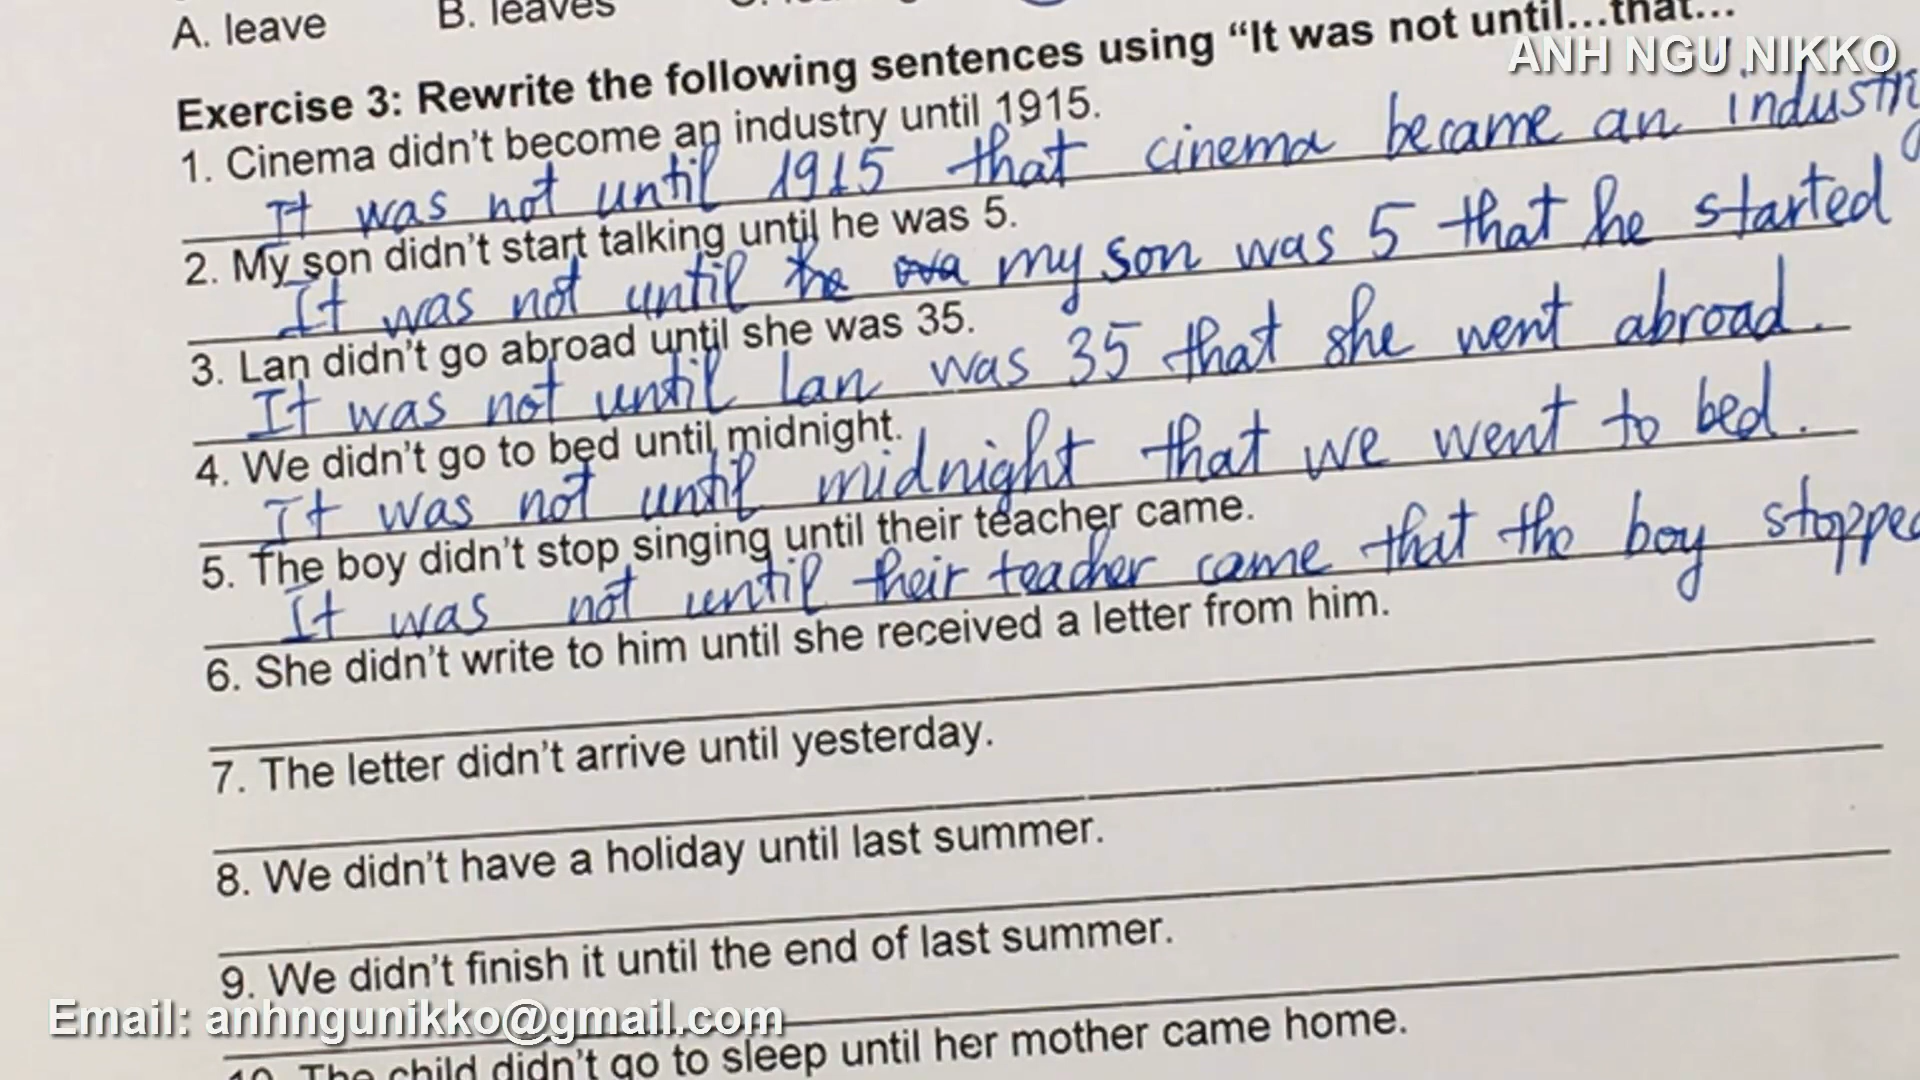 A. leave B. leaves
Exercise 3: Rewrite the following sentences using “It was not until...that...
ANH NGU NIKKO
1. Cinema didn't become an industry until 1915.
It was not until 1915 that cinema became an industry
2. My son didn't start talking until he was 5.
It was not until my son was 5 that he started
3. Lan didn't go abroad until she was 35.
It was not until Lan was 35 that she went abroad.
4. We didn't go to bed until midnight.
It was not until midnight that we went to bed.
5. The boy didn't stop singing until their teacher came.
It was not until their teacher came that the boy stopped
6. She didn't write to him until she received a letter from him.
7. The letter didn't arrive until yesterday.
8. We didn't have a holiday until last summer.
9. We didn't finish it until the end of last summer.
Email: anhngunikko@gmail.com
10. The child didn't go to sleep until her mother came home.